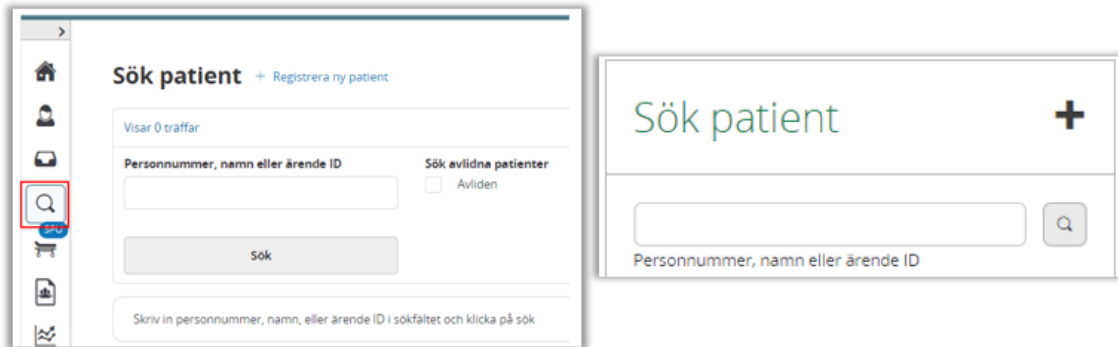 Sök patient + Registrera ny patient
Visar 0 träffar
Personnummer, namn eller ärende ID
Sök avlidna patienter
Avliden
Sök
Skriv in personnummer, namn, eller ärende ID i sökfältet och klicka på sök
Sök patient +
Personnummer, namn eller ärende ID